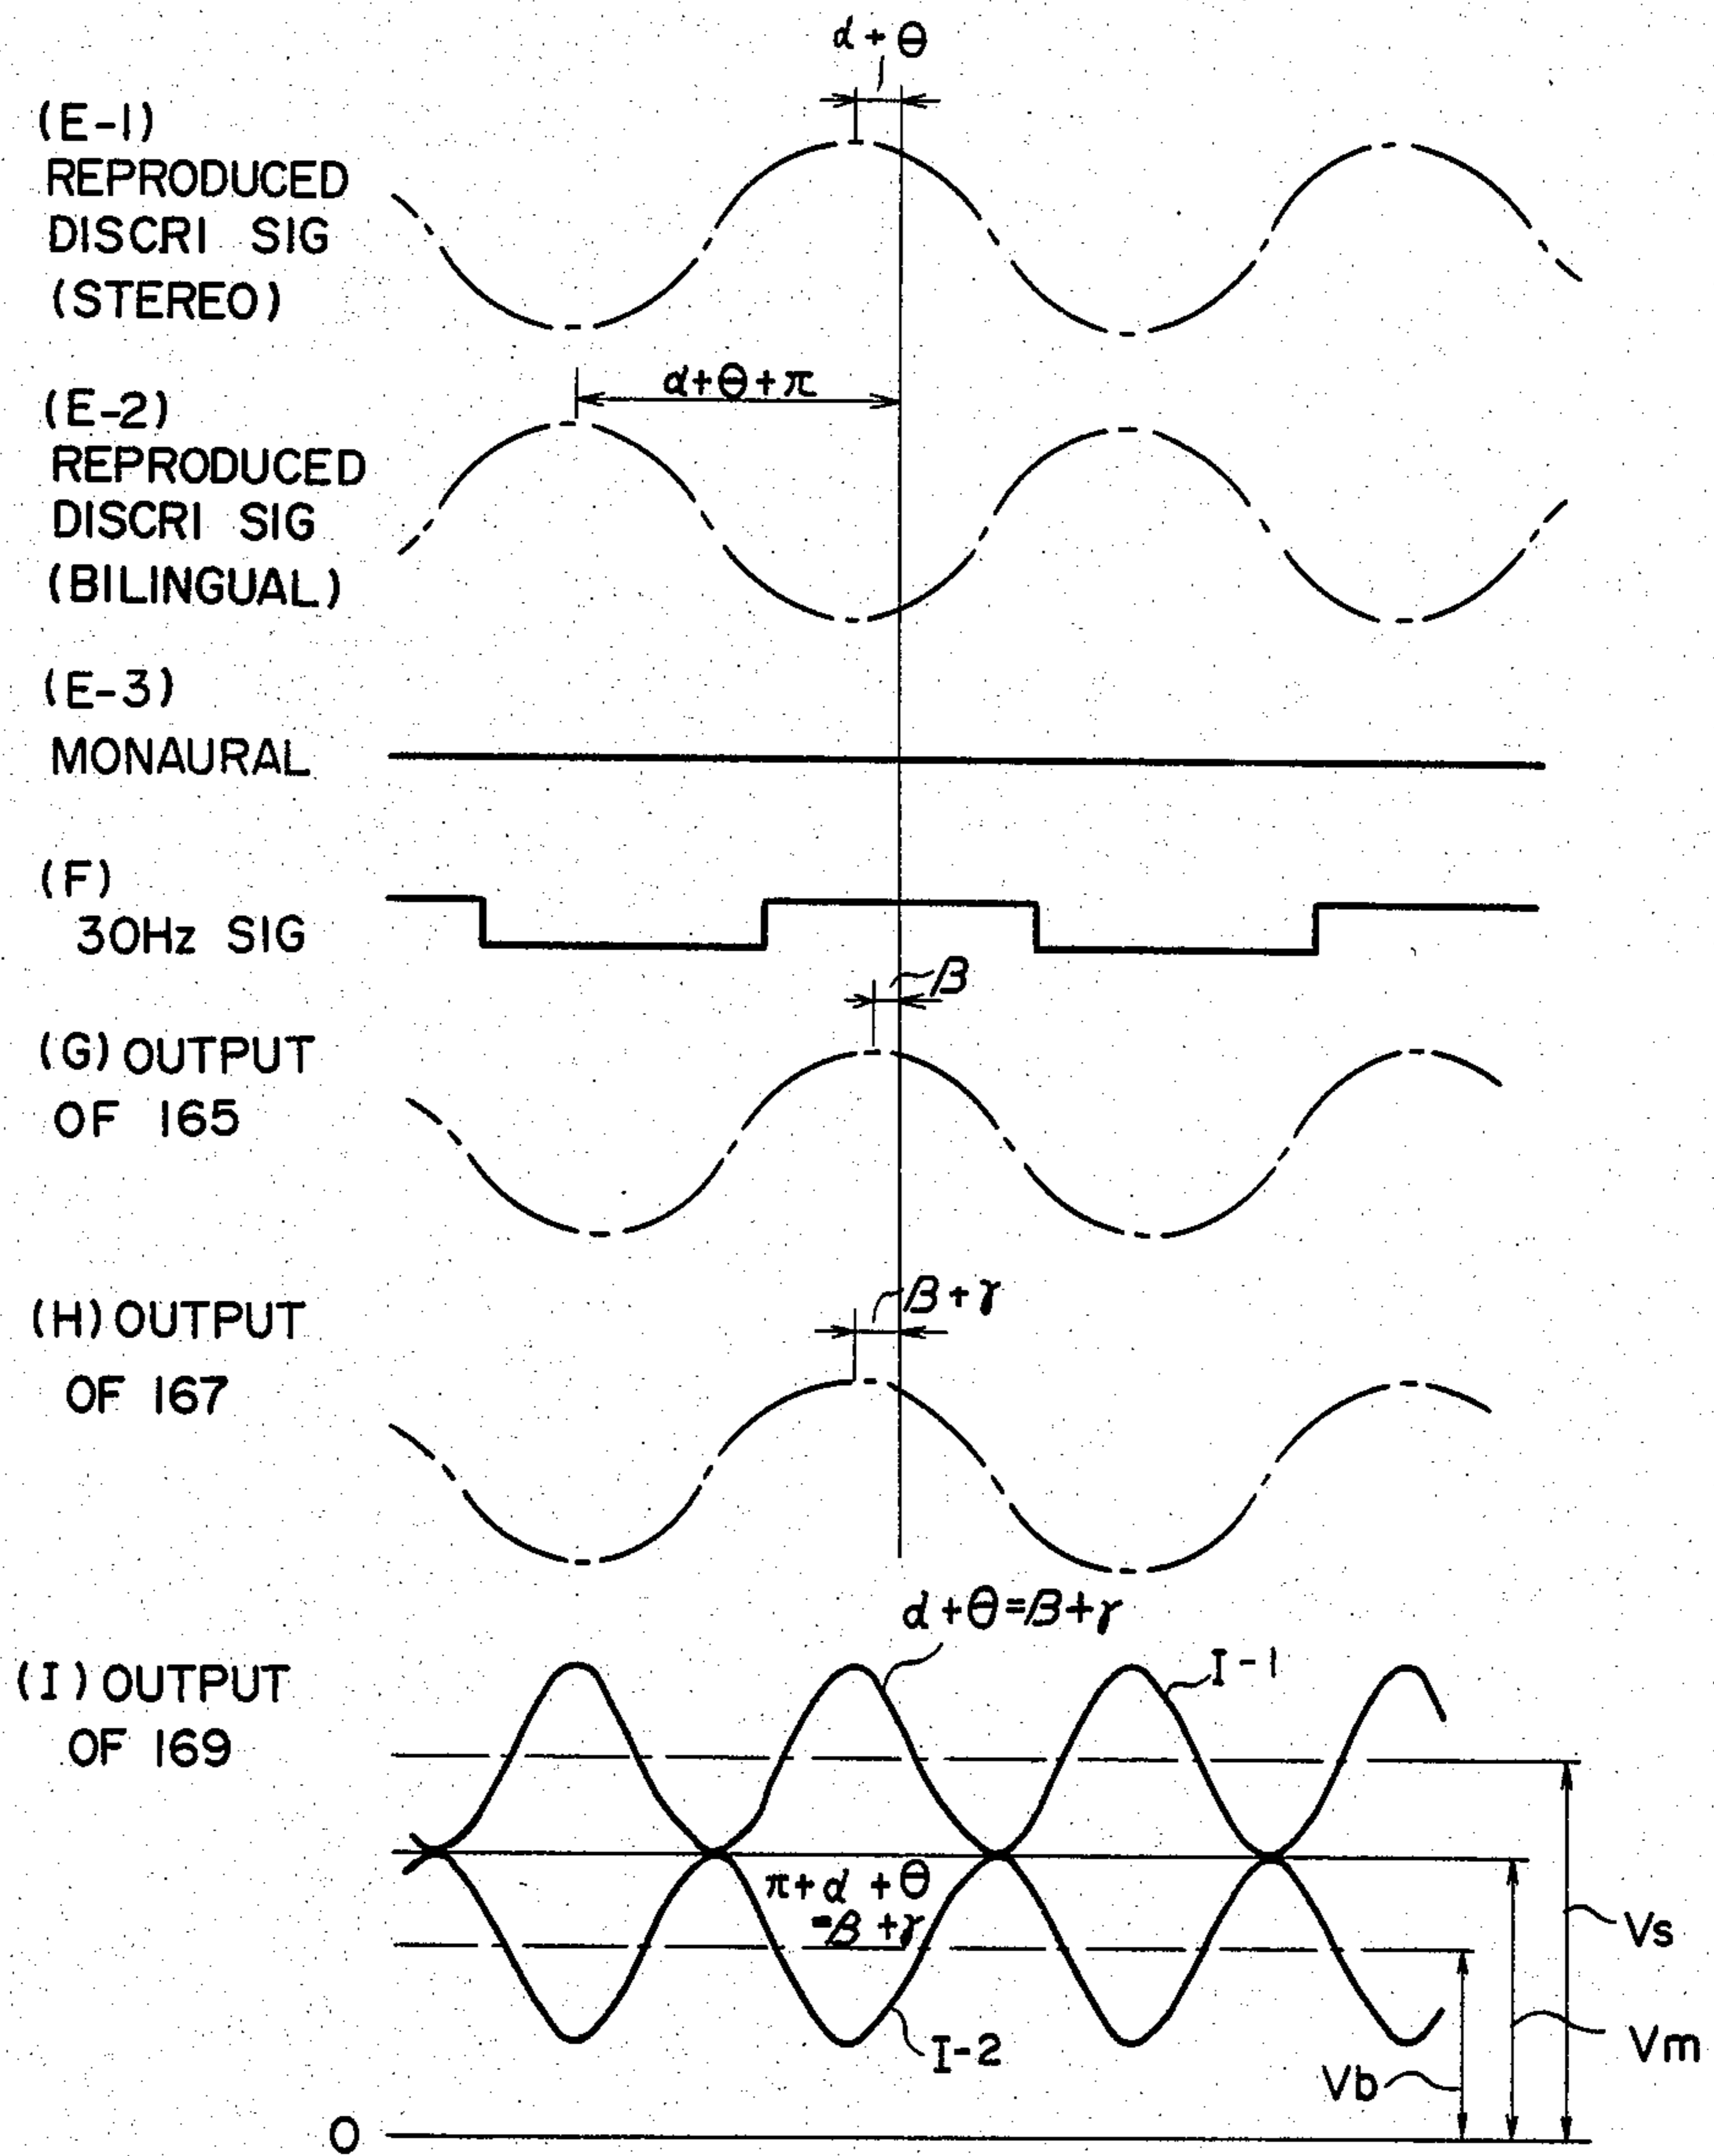 α+θ
(E-1)
REPRODUCED
DISCRI SIG
(STEREO)
α+θ+π
(E-2)
REPRODUCED
DISCRI SIG
(BILINGUAL)
(E-3)
MONAURAL
(F)
30Hz SIG
β
(G) OUTPUT
OF 165
β+γ
(H) OUTPUT
OF 167
α+θ=β+γ
I-1
(I) OUTPUT
OF 169
π+α+θ
=β+γ
Vs
I-2
Vm
Vb
0